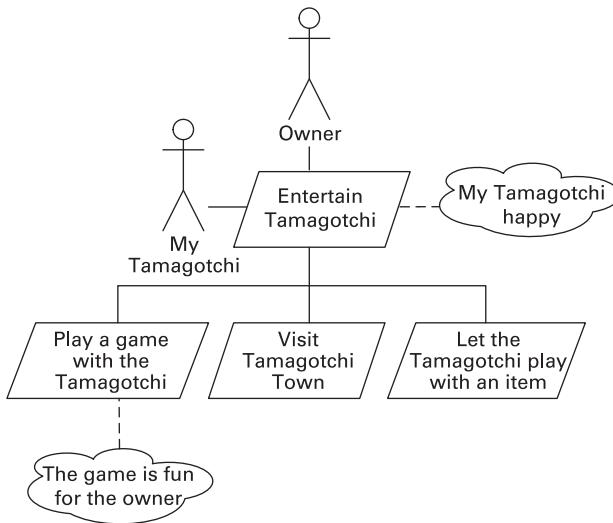 Owner
Entertain
Tamagotchi
My Tamagotchi
happy
My
Tamagotchi
Play a game
with the
Tamagotchi
Visit
Tamagotchi
Town
Let the
Tamagotchi play
with an item
The game is fun
for the owner